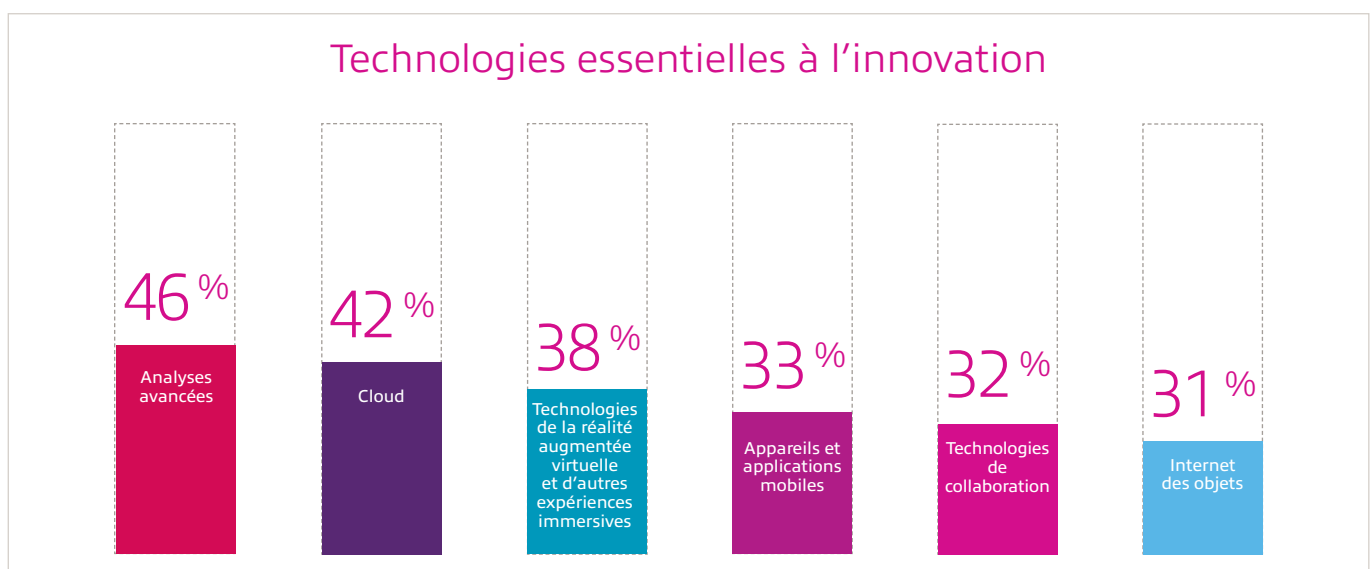 Technologies essentielles à l’innovation
46 %
Analyses
avancées
42 %
Cloud
38 %
Technologies
de la réalité
augmentée
virtuelle
et d'autres
expériences
immersives
33 %
Appareils et
applications
mobiles
32 %
Technologies
de
collaboration
31 %
Internet
des objets